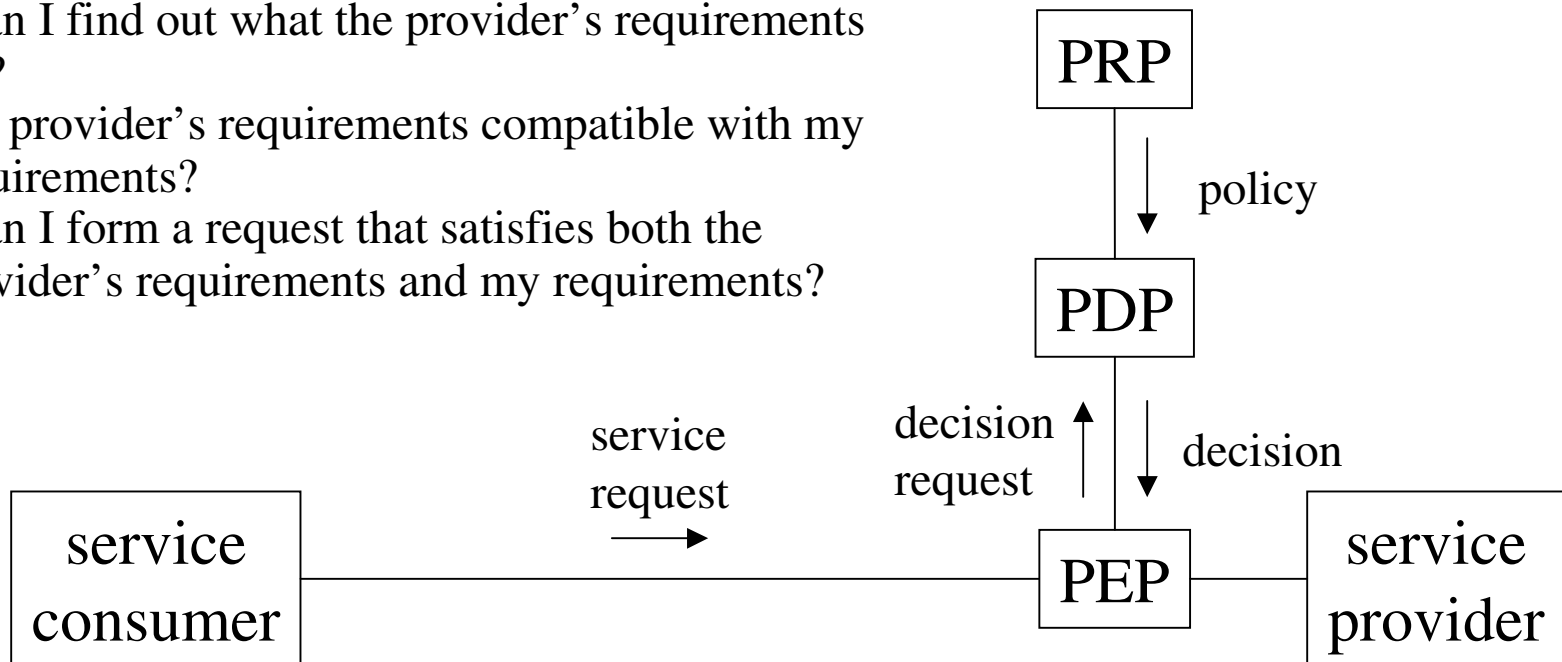 n I find out what the provider's requirements
?
provider's requirements compatible with my
uirements?
n I form a request that satisfies both the
vider's requirements and my requirements?
PRP
policy
PDP
service
request
decision
request
decision
service
consumer
PEP
service
provider